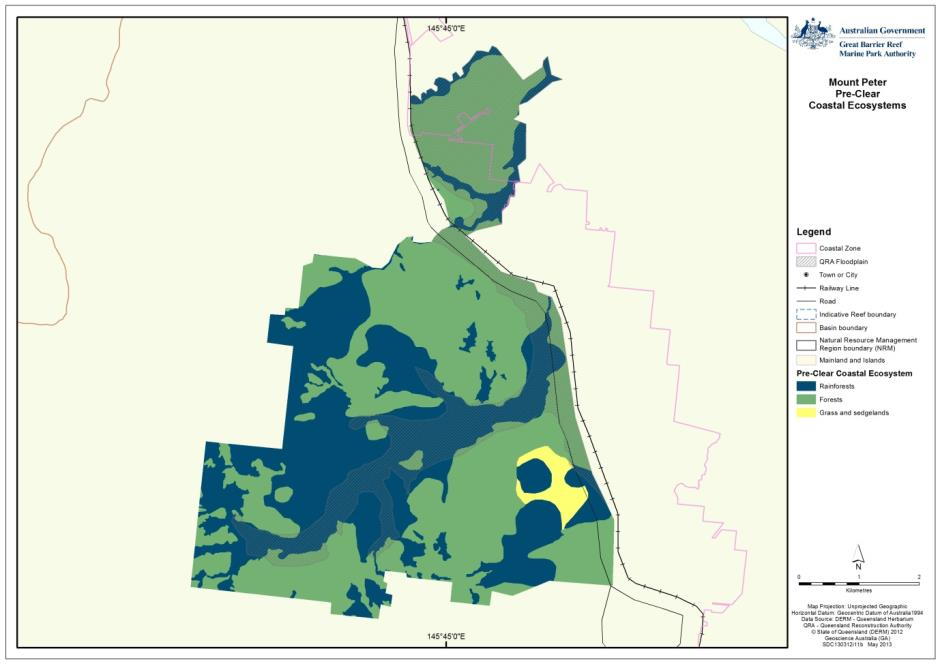 145°45'0"E
Australian Government
Great Barrier Reef
Marine Park Authority
Mount Peter
Pre-Clear
Coastal Ecosystems
Legend
Coastal Zone
QRA Floodplain
Town or City
Railway Line
Road
Indicative Reef boundary
Basin boundary
Natural Resource Management
Region boundary (NRM)
Mainland and Islands
Pre-Clear Coastal Ecosystem
Rainforests
Forests
Grass and sedgelands
N
0 1 2
Kilometres
Map Projection: Unprojected Geographic
Horizontal Datum: Geocentric Datum of Australia 1994
Data Source: DERM - Queensland Herbarium
QRA - Queensland Reconstruction Authority
© State of Queensland (DERM) 2012
Geoscience Australia (GA)
SDC130312i11b May 2013
145°45'0"E